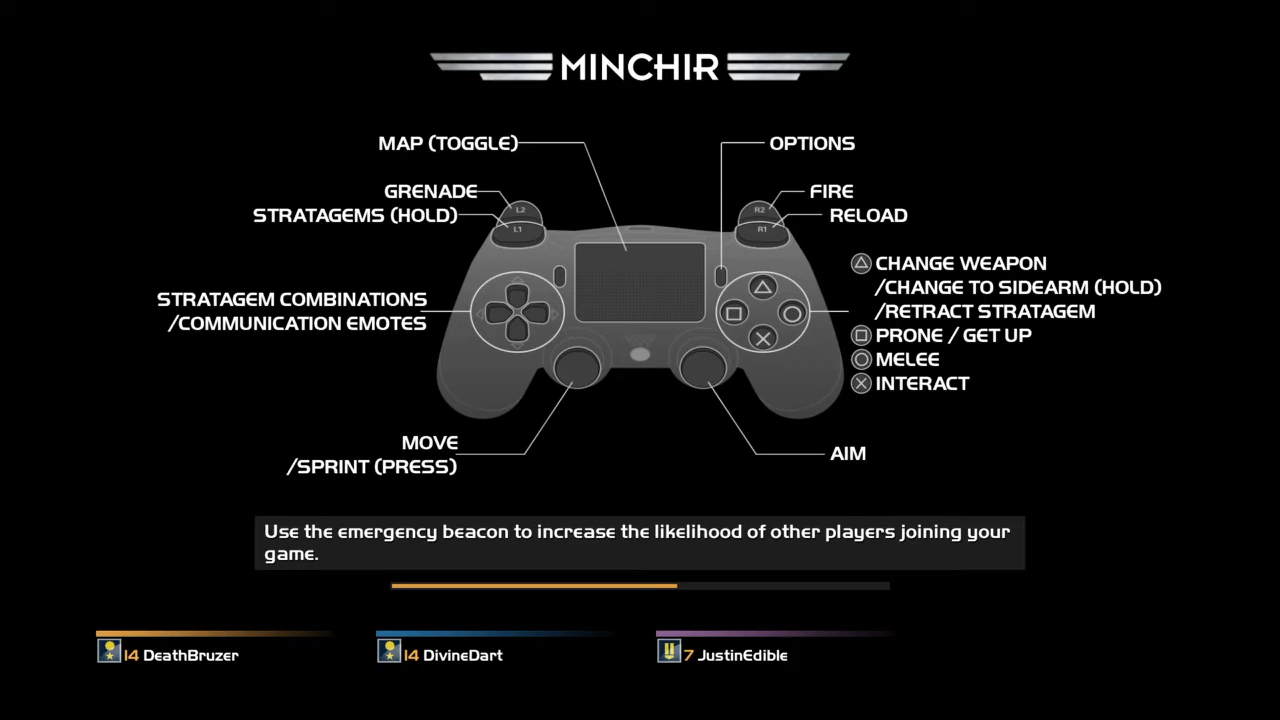 MINCHIR
MAP (TOGGLE)
OPTIONS
GRENADE
FIRE
STRATAGEMS (HOLD)
RELOAD
L2
L1
R2
R1
CHANGE WEAPON
/CHANGE TO SIDEARM (HOLD)
/RETRACT STRATAGEM
PRONE / GET UP
MELEE
INTERACT
STRATAGEM COMBINATIONS
/COMMUNICATION EMOTES
MOVE
/SPRINT (PRESS)
AIM
Use the emergency beacon to increase the likelihood of other players joining your
game.
14 DeathBruzer
14 DivineDart
7 JustinEdible